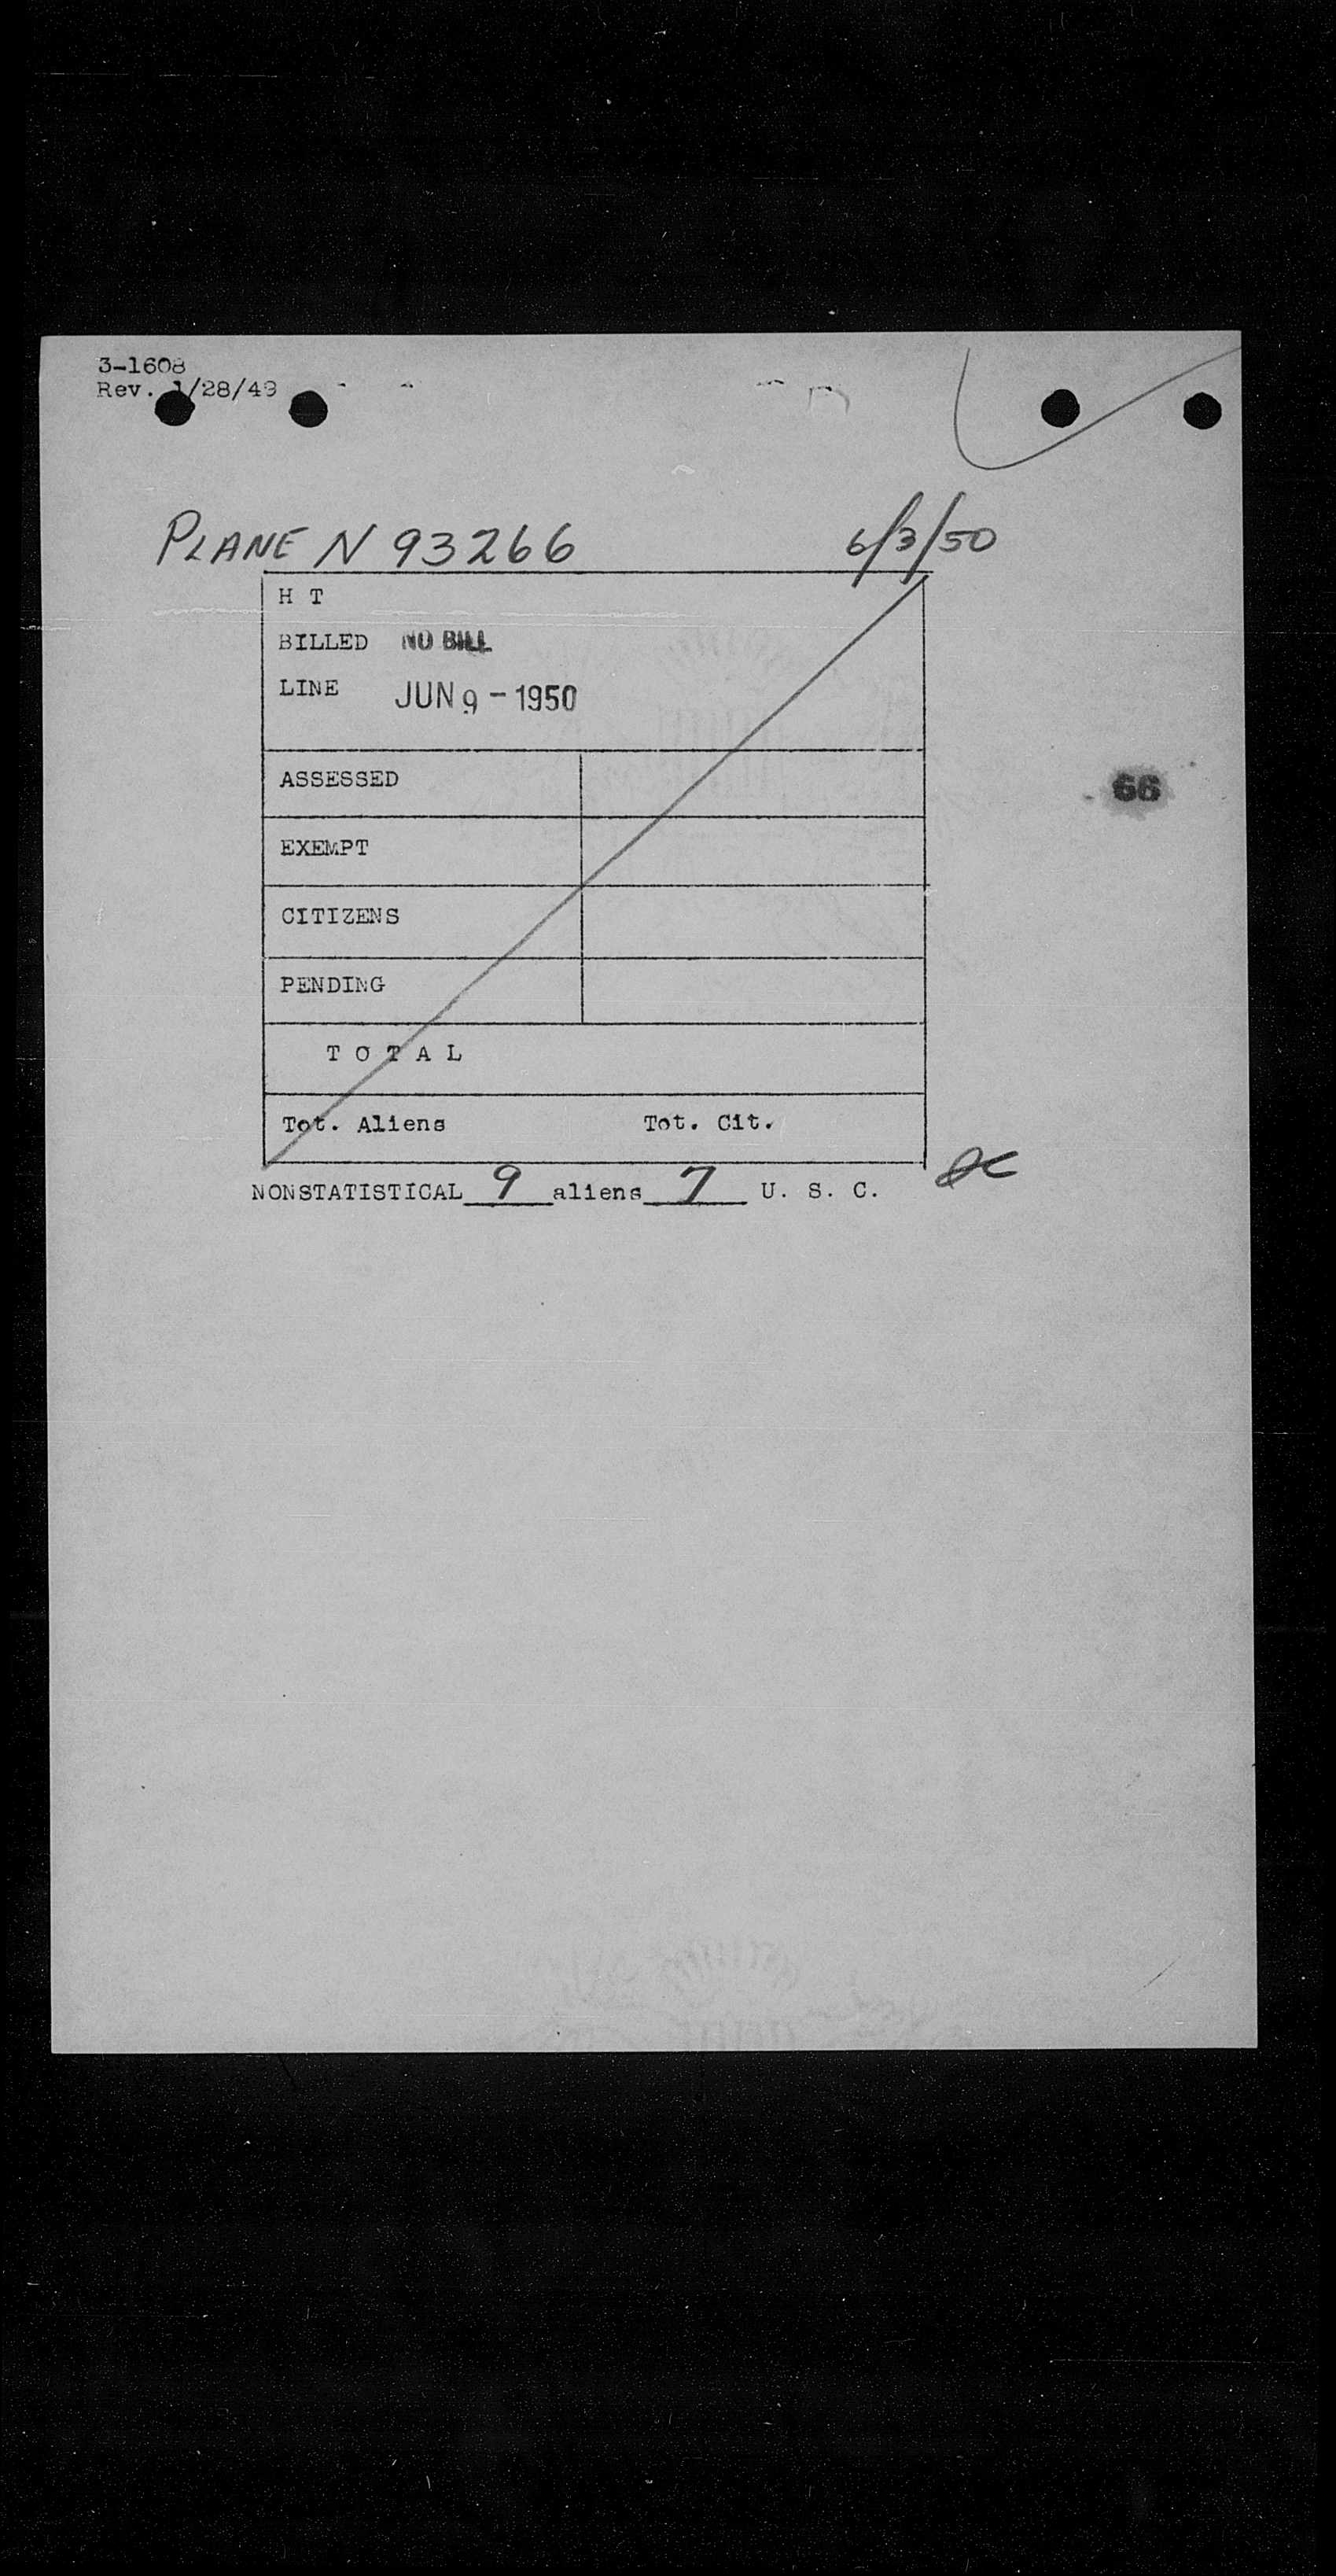 3-1608
Rev. 1/28/49
PLANE N 93266 6/3/50
H T
BILLED NO BILL
LINE JUN 9 - 1950
ASSESSED
66
EXEMPT
CITIZENS
PENDING
T O T A L
Tot. Aliens Tot. Cit.
NONSTATISTICAL 9 aliens 7 U. S. C.